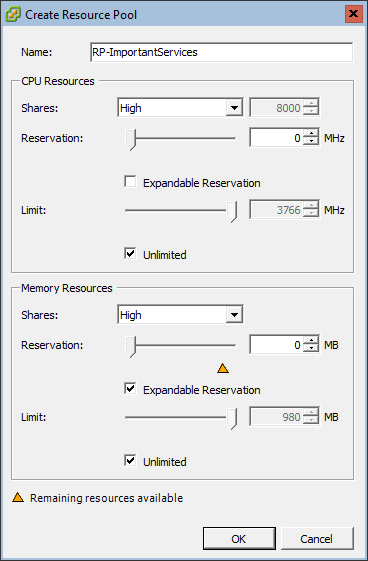 Create Resource Pool
Name: RP-ImportantServices
CPU Resources
Shares: High 8000
Reservation: 0 MHz
Expandable Reservation
Limit: 3766 MHz
Unlimited
Memory Resources
Shares: High
Reservation: 0 MB
Expandable Reservation
Limit: 980 MB
Unlimited
Remaining resources available
OK Cancel